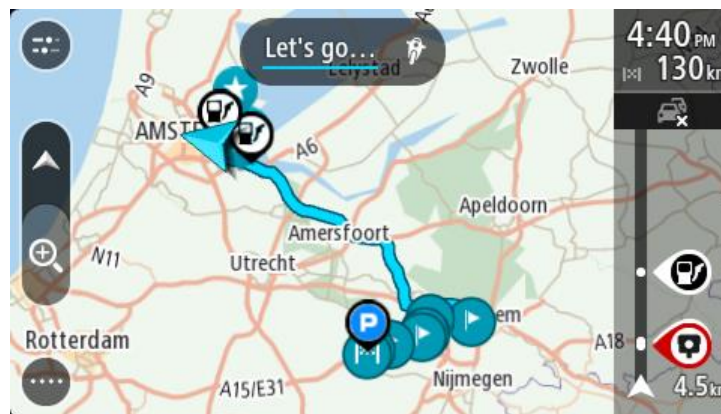 Let's go...
4:40 PM
130 k
Lelystad
Zwolle
A9
A6
Apeldoorn
Amersfoort
N11
Utrecht
em
Rotterdam
A18
Nijmegen
A15/E31
4.5 k
P